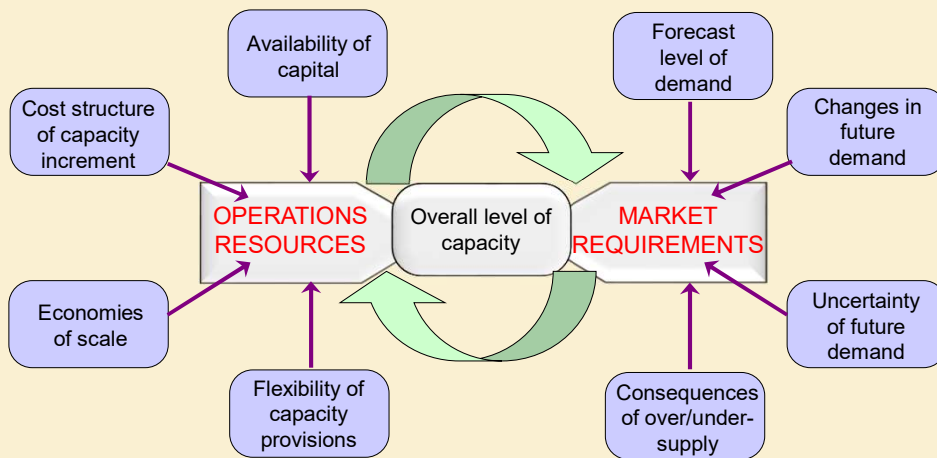 Availability of
capital
Forecast
level of
demand
Cost structure
of capacity
increment
Changes in
future
demand
OPERATIONS
RESOURCES
Overall level of
capacity
MARKET
REQUIREMENTS
Economies
of scale
Uncertainty
of future
demand
Flexibility of
capacity
provisions
Consequences
of over/under-
supply